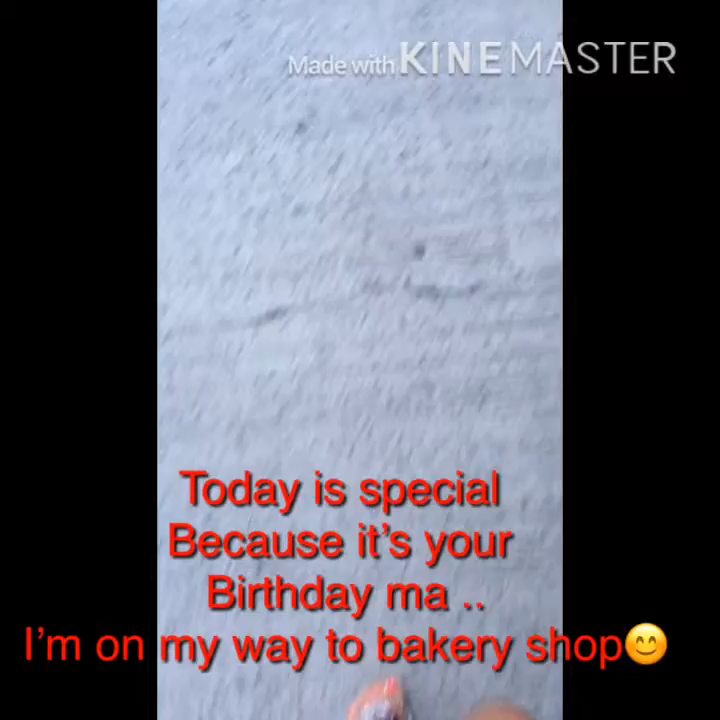 Made with KINEMASTER
Today is special
Because it’s your
Birthday ma ..
I’m on my way to bakery shop😊